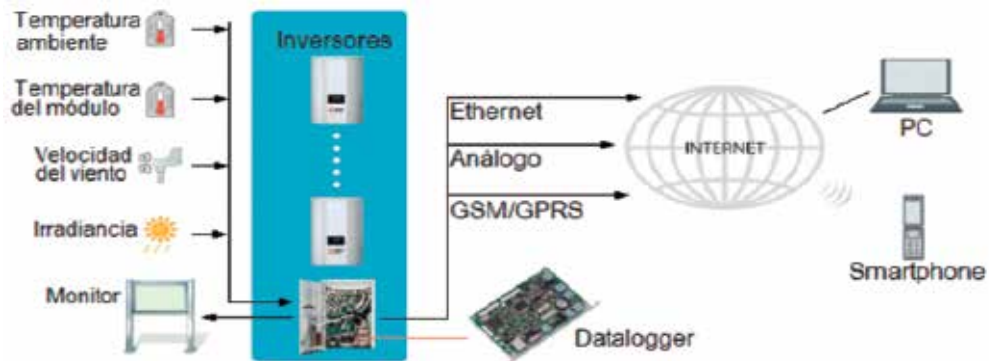 Temperatura
ambiente
Temperatura
del módulo
Velocidad
del viento
Irradiancia
Monitor
Inversores
Ethernet
Análogo
GSM/GPRS
Datalogger
INTERNET
PC
Smartphone